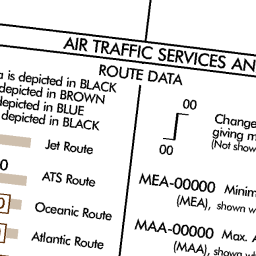 AIR TRAFFIC SERVICES AN
ROUTE DATA
is depicted in BLACK
depicted in BROWN
depicted in BLUE
depicted in BLACK
Jet Route
0
ATS Route
Oceanic Route
Atlantic Route
00
00
Change
giving m
(Not show
MEA-00000 Minim
(MEA), shown w
MAA-00000 Max. A
(MAA), shown wh